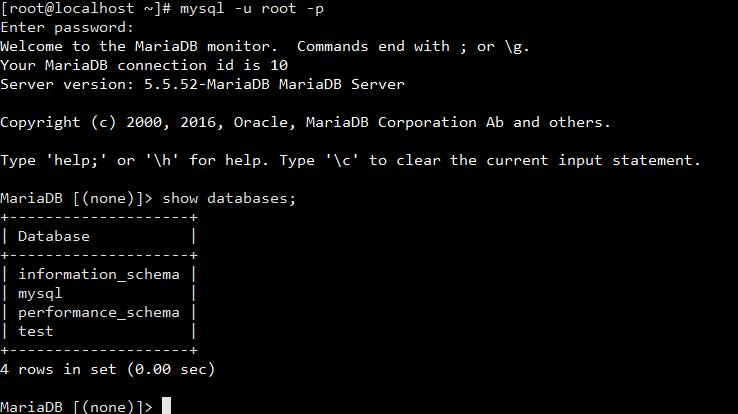 [root@localhost ~]# mysql -u root -p
Enter password:
Welcome to the MariaDB monitor.  Commands end with ; or \g.
Your MariaDB connection id is 10
Server version: 5.5.52-MariaDB MariaDB Server

Copyright (c) 2000, 2016, Oracle, MariaDB Corporation Ab and others.

Type 'help;' or '\h' for help. Type '\c' to clear the current input statement.

MariaDB [(none)]> show databases;
+--------------------+
| Database           |
+--------------------+
| information_schema |
| mysql              |
| performance_schema |
| test               |
+--------------------+
4 rows in set (0.00 sec)

MariaDB [(none)]>